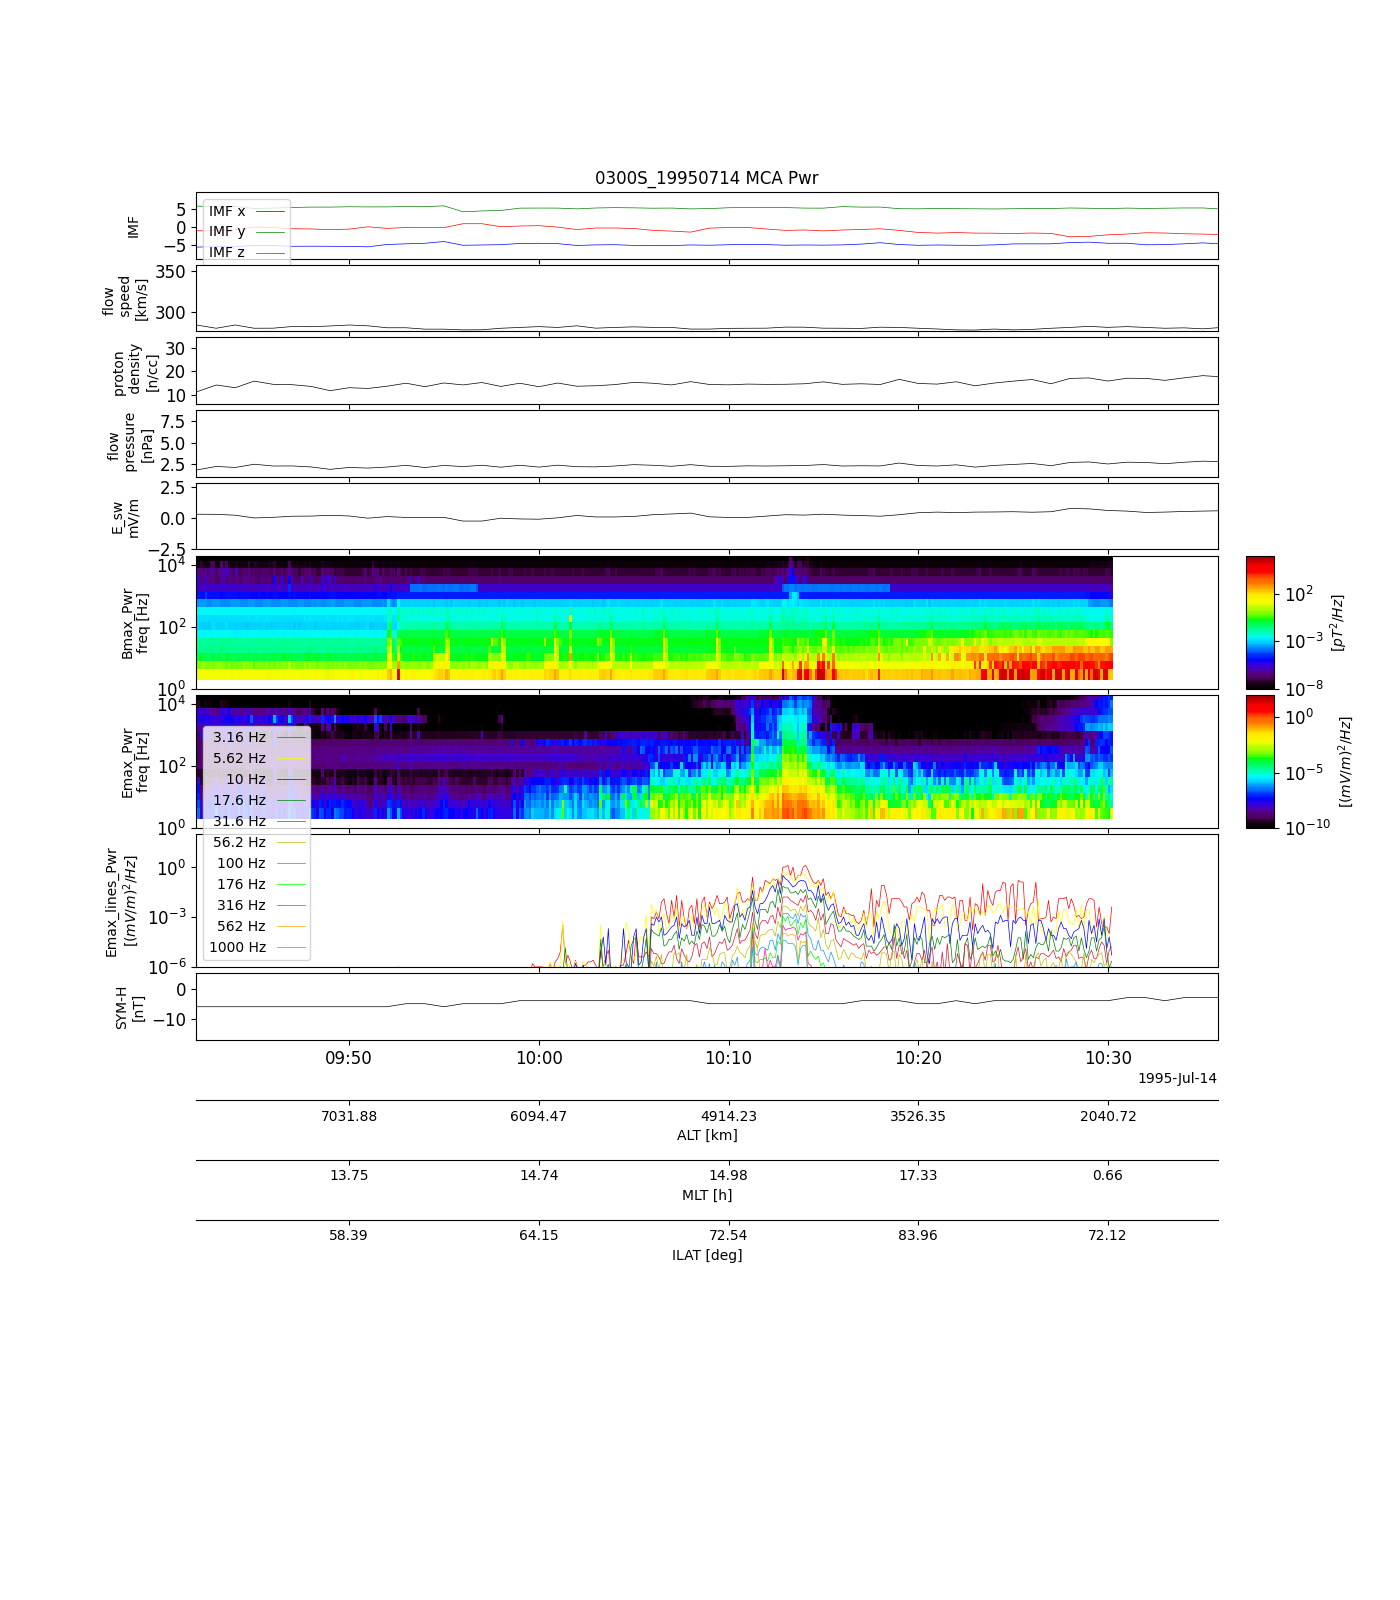 0300S_19950714 MCA Pwr
IMF
5
0
−5
IMF x
IMF y
IMF z
flow
speed
[km/s]
350
300
proton
density
[n/cc]
30
20
10
flow
pressure
[nPa]
7.5
5.0
2.5
E_sw
mV/m
2.5
0.0
−2.5
Bmax_Pwr
freq [Hz]
10^4
10^2
10^0
10^2
10^−3
10^−8
[pT^2/Hz]
Emax_Pwr
freq [Hz]
10^4
10^2
10^0
10^0
10^−5
10^−10
[(mV/m)^2/Hz]
3.16 Hz
5.62 Hz
10 Hz
17.6 Hz
31.6 Hz
56.2 Hz
100 Hz
176 Hz
316 Hz
562 Hz
1000 Hz
Emax_lines_Pwr
[(mV/m)^2/Hz]
10^0
10^−3
10^−6
SYM-H
[nT]
0
−10
09:50 10:00 10:10 10:20 10:30
1995-Jul-14
7031.88 6094.47 4914.23 3526.35 2040.72
ALT [km]
13.75 14.74 14.98 17.33 0.66
MLT [h]
58.39 64.15 72.54 83.96 72.12
ILAT [deg]